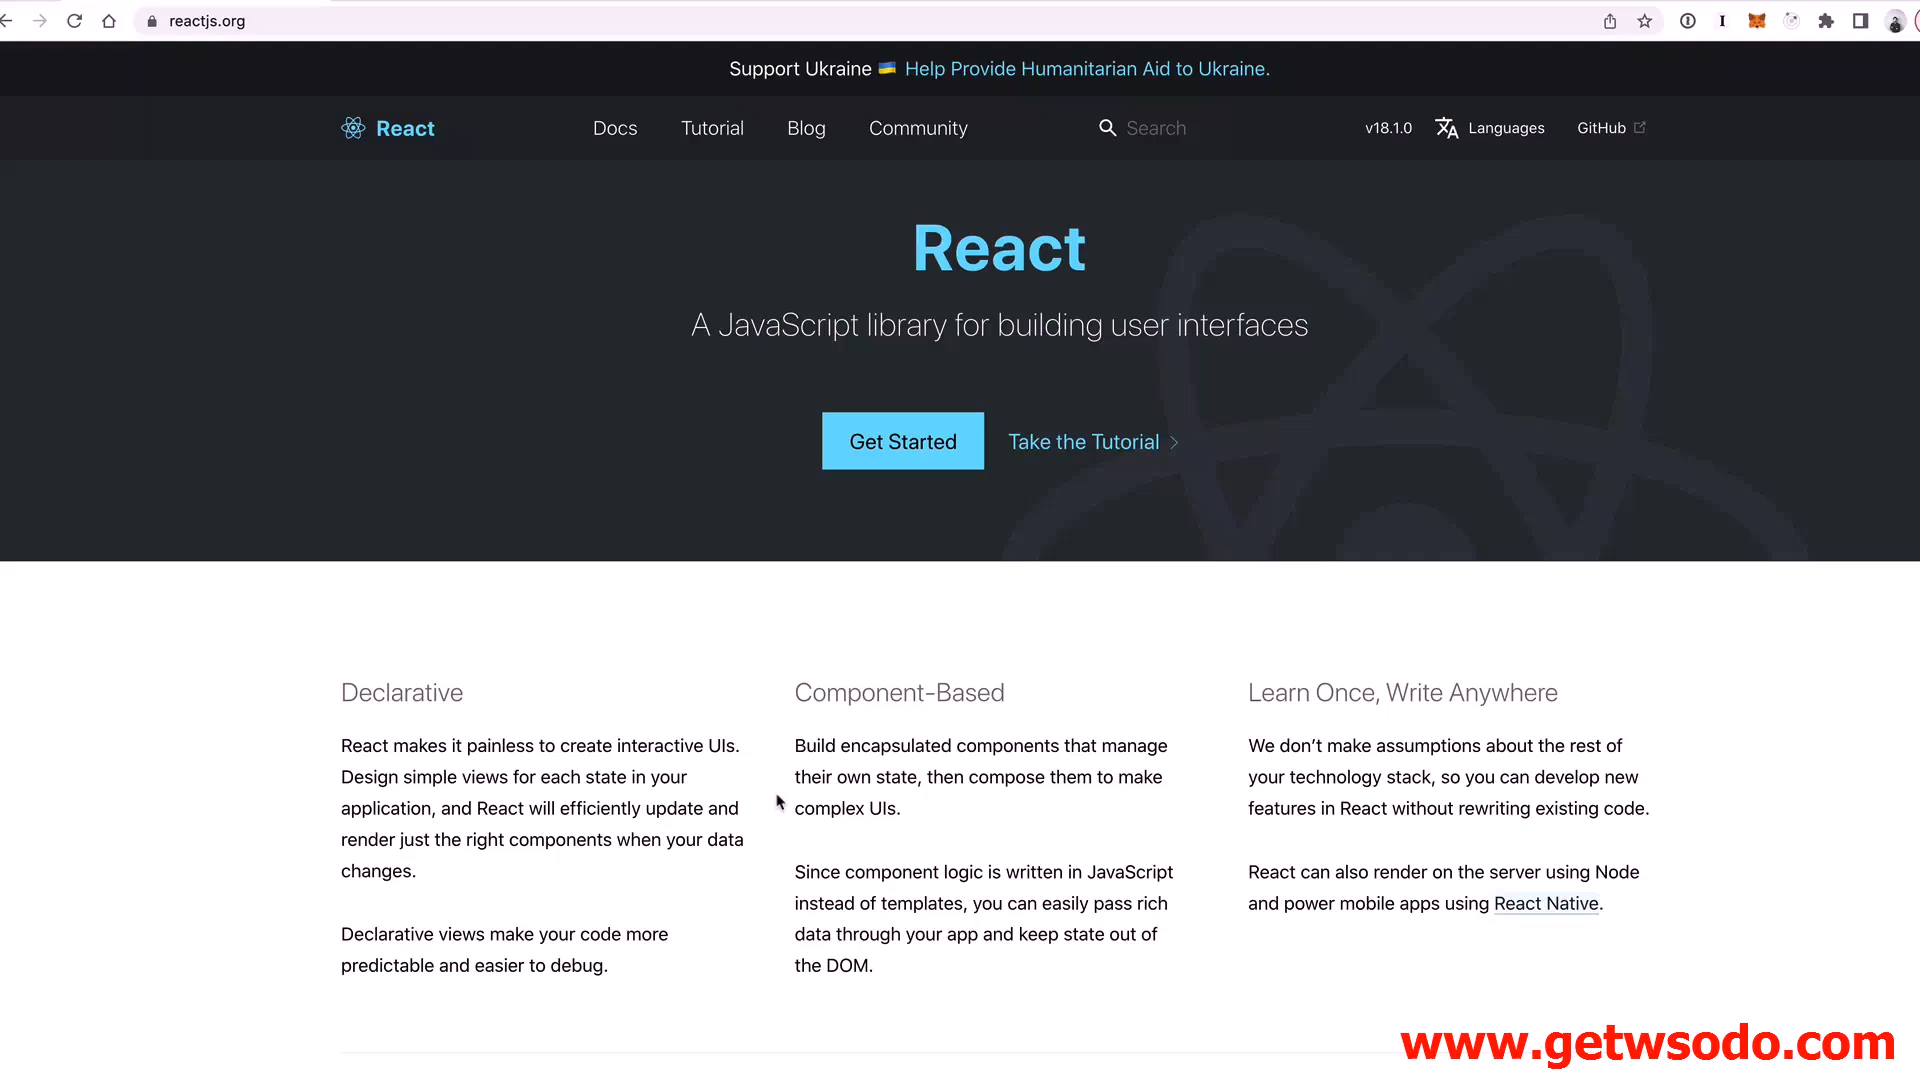 reactjs.org
Support Ukraine 🇺🇦 Help Provide Humanitarian Aid to Ukraine.
React
Docs
Tutorial
Blog
Community
Search
v18.1.0
Languages
GitHub
React
A JavaScript library for building user interfaces
Get Started
Take the Tutorial
Declarative
React makes it painless to create interactive UIs.
Design simple views for each state in your
application, and React will efficiently update and
render just the right components when your data
changes.
Declarative views make your code more
predictable and easier to debug.
Component-Based
Build encapsulated components that manage
their own state, then compose them to make
complex UIs.
Since component logic is written in JavaScript
instead of templates, you can easily pass rich
data through your app and keep state out of
the DOM.
Learn Once, Write Anywhere
We don’t make assumptions about the rest of
your technology stack, so you can develop new
features in React without rewriting existing code.
React can also render on the server using Node
and power mobile apps using React Native.
www.getwsodo.com